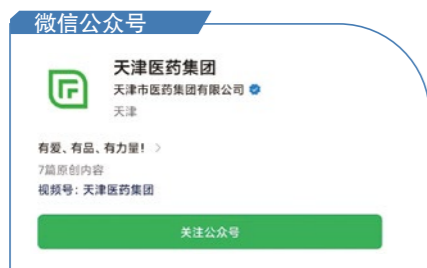 微信公众号
天津医药集团
天津市医药集团有限公司
天津
有爱、有品、有力量!
7篇原创内容
视频号:天津医药集团
关注公众号